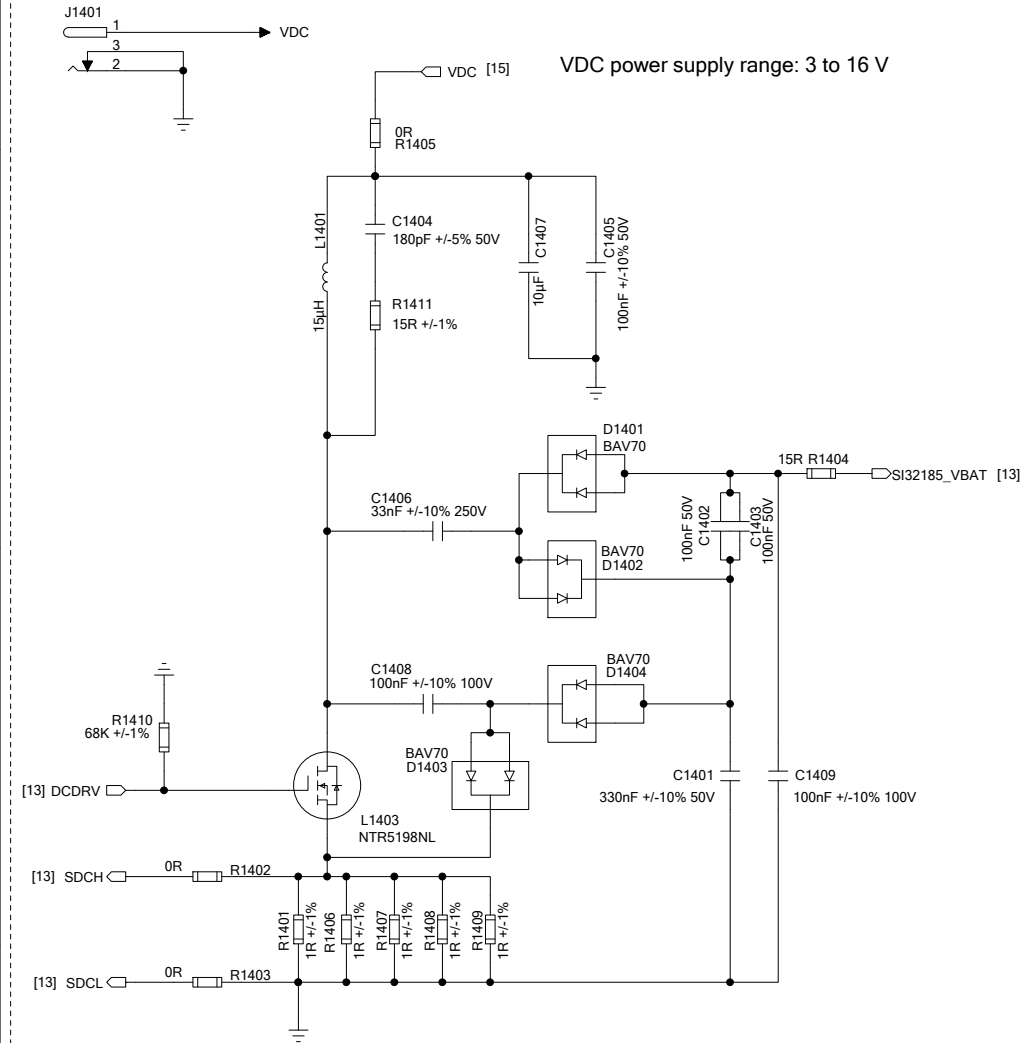 J1401
1
VDC
3
2
VDC [15]
VDC power supply range: 3 to 16 V
0R
R1405
L1401
15µH
C1404
180pF +/-5% 50V
R1411
15R +/-1%
C1407
10µF
C1405
100nF +/-10% 50V
D1401
BAV70
15R R1404
SI32185_VBAT [13]
C1406
33nF +/-10% 250V
100nF 50V
C1402
C1403
100nF 50V
BAV70
D1402
C1408
100nF +/-10% 100V
BAV70
D1404
R1410
68K +/-1%
BAV70
D1403
C1401
330nF +/-10% 50V
C1409
100nF +/-10% 100V
[13] DCDRV
L1403
NTR5198NL
[13] SDCH
0R
R1402
R1401
1R +/-1%
R1406
1R +/-1%
R1407
1R +/-1%
R1408
1R +/-1%
R1409
1R +/-1%
[13] SDCL
0R
R1403